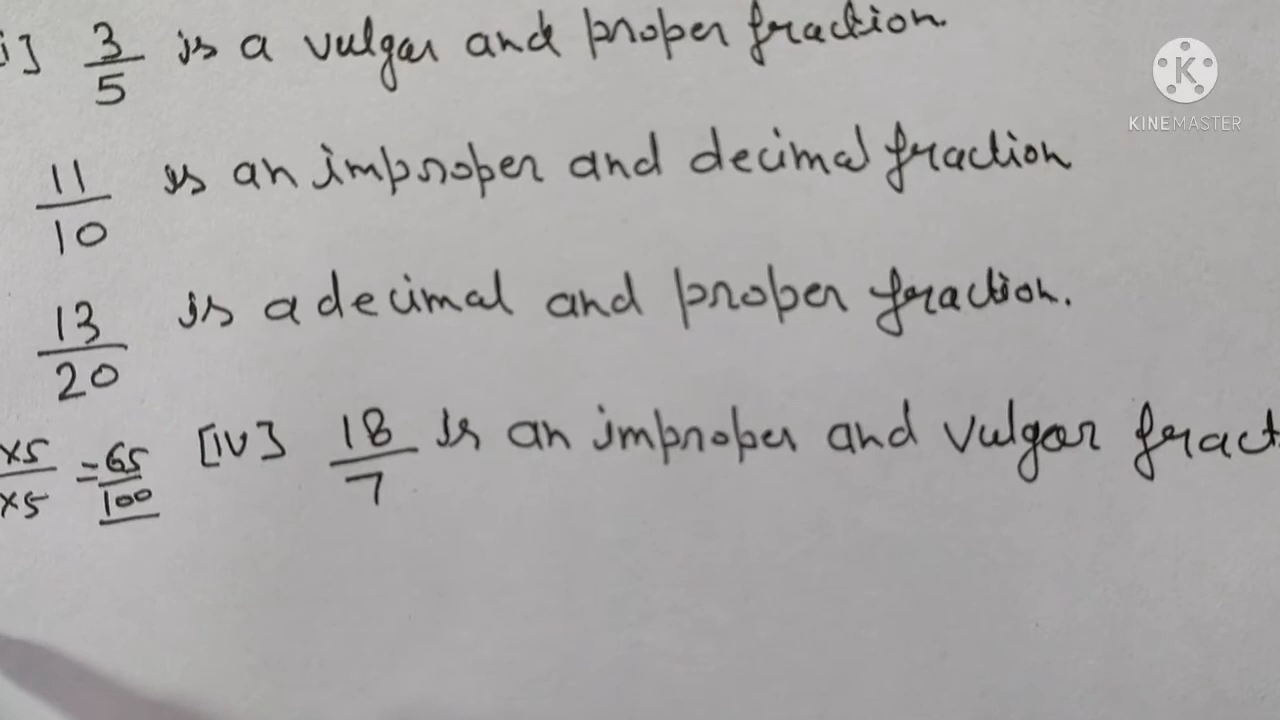 i] 3/5 is a vulgar and proper fraction.
KINEMASTER
11/10 is an improper and decimal fraction
13/20 is a decimal and proper fraction.
×5/×5 = 65/100 [IV] 18/7 is an improper and vulgar fract